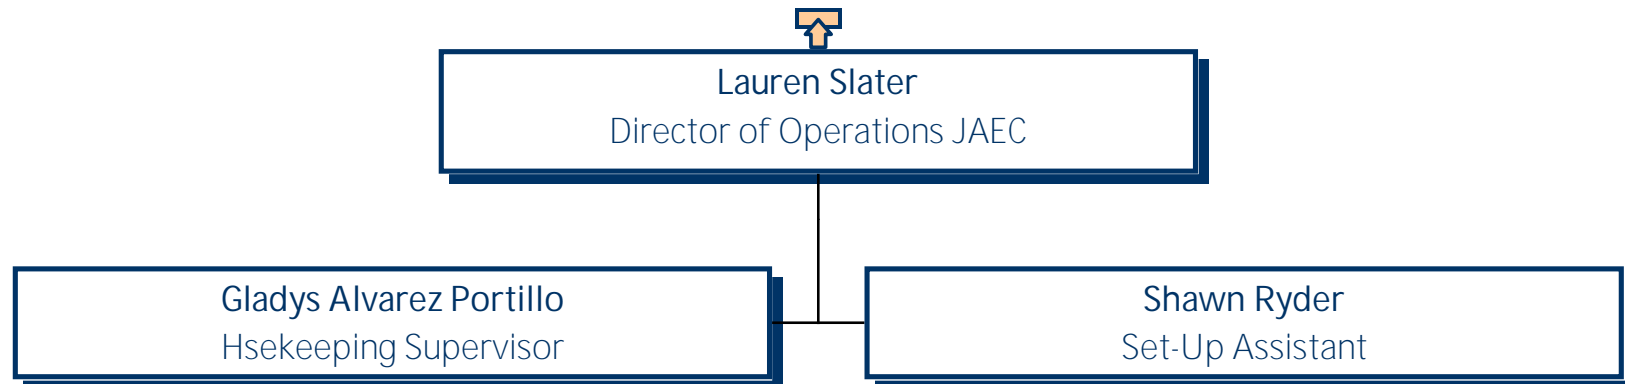 Lauren Slater
Director of Operations JAEC
Gladys Alvarez Portillo
Hsekeeping Supervisor
Shawn Ryder
Set-Up Assistant